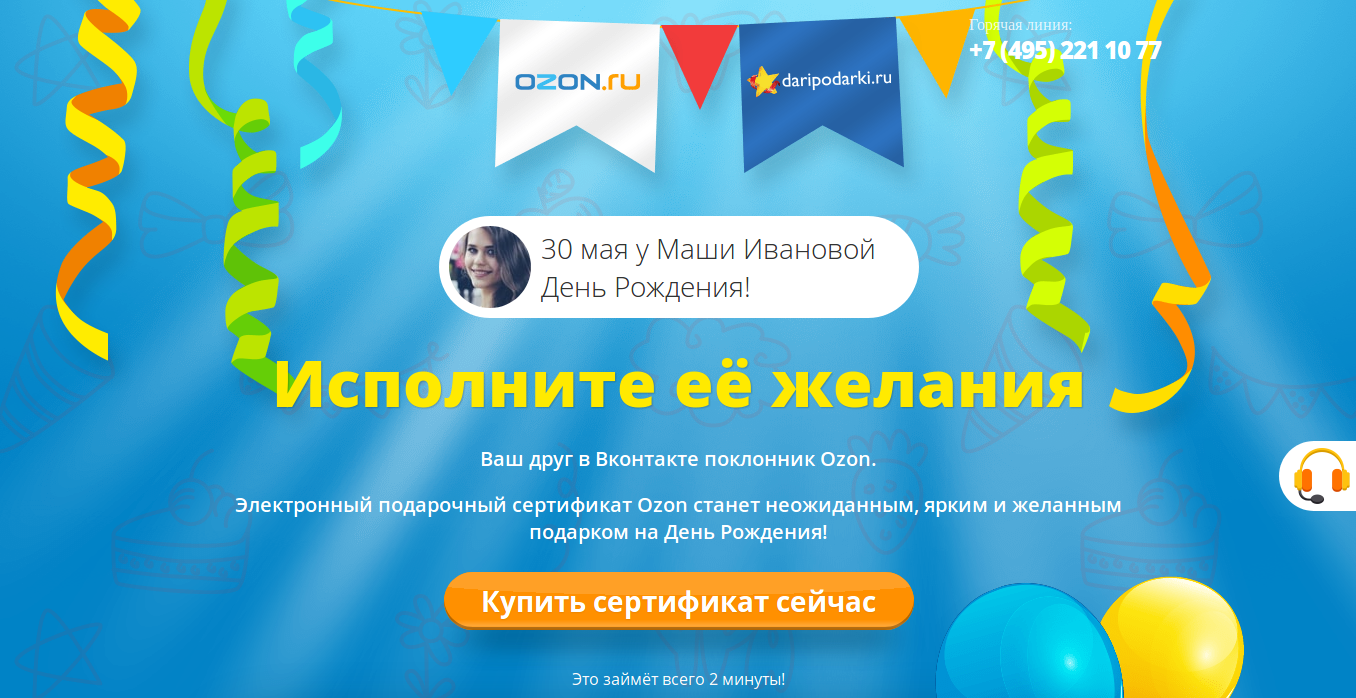 Горячая линия:
+7 (495) 221 10 77
OZON.ru
daripodarki.ru
30 мая у Маши Ивановой
День Рождения!
Исполните её желания
Ваш друг в Вконтакте поклонник Ozon.
Электронный подарочный сертификат Ozon станет неожиданным, ярким и желанным
подарком на День Рождения!
Купить сертификат сейчас
Это займёт всего 2 минуты!